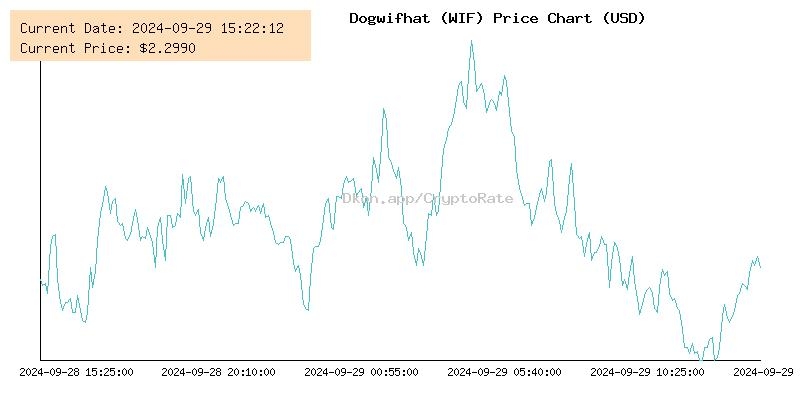 Dogwifhat (WIF) Price Chart (USD)
Current Date: 2024-09-29 15:22:12
Current Price: $2.2990
Dkhn.app/CryptoRate
2024-09-28 15:25:00 2024-09-28 20:10:00 2024-09-29 00:55:00 2024-09-29 05:40:00 2024-09-29 10:25:00 2024-09-29